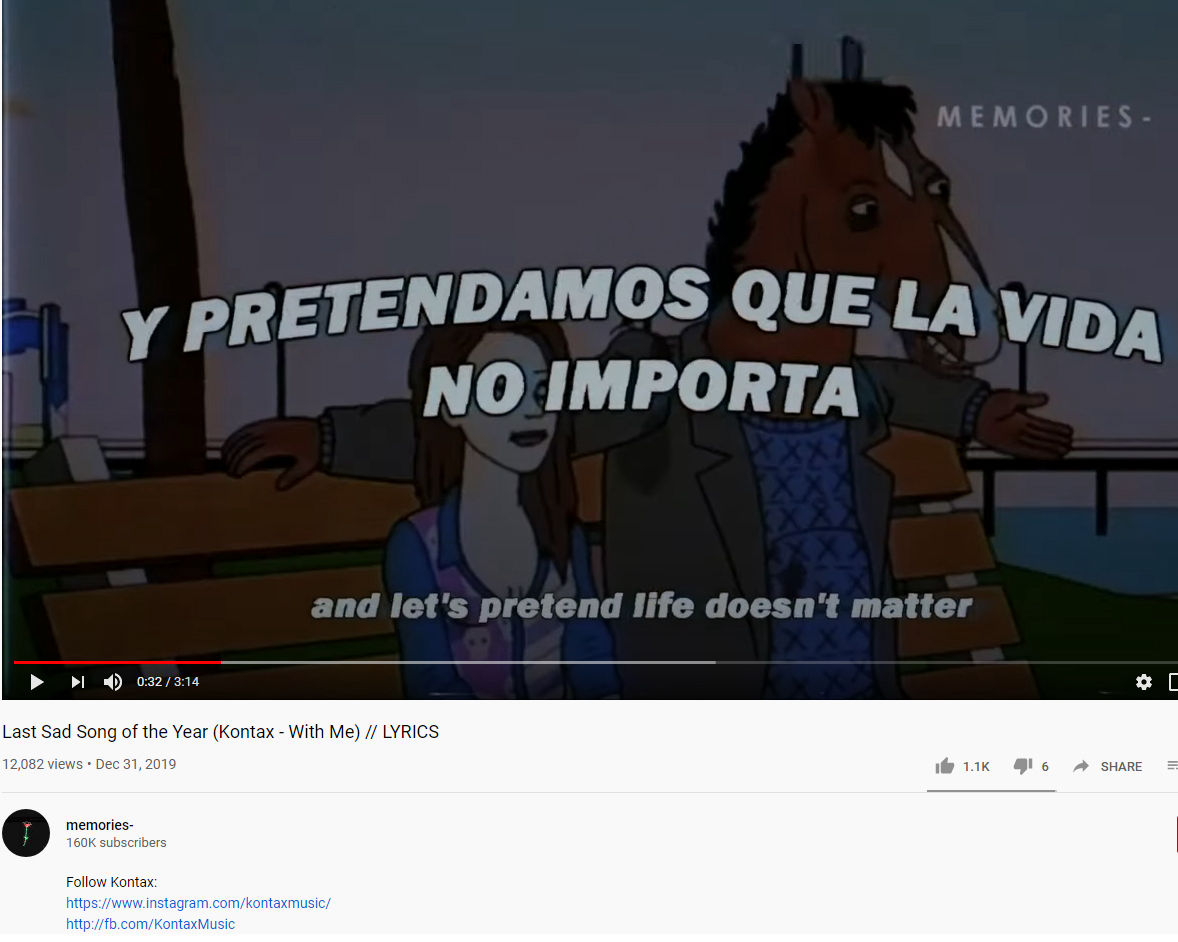 MEMORIES-
Y PRETENDAMOS QUE LA VIDA
NO IMPORTA
and let's pretend life doesn't matter
0:32 / 3:14
Last Sad Song of the Year (Kontax - With Me) // LYRICS
12,082 views • Dec 31, 2019
1.1K 6 SHARE
memories-
160K subscribers
Follow Kontax:
https://www.instagram.com/kontaxmusic/
http://fb.com/KontaxMusic